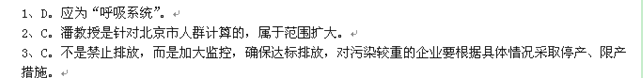 1、D。应为“呼吸系统”。
2、C。潘教授是针对北京市人群计算的，属于范围扩大。
3、C。不是禁止排放，而是加大监控，确保达标排放，对污染较重的企业要根据具体情况采取停产、限产
措施。